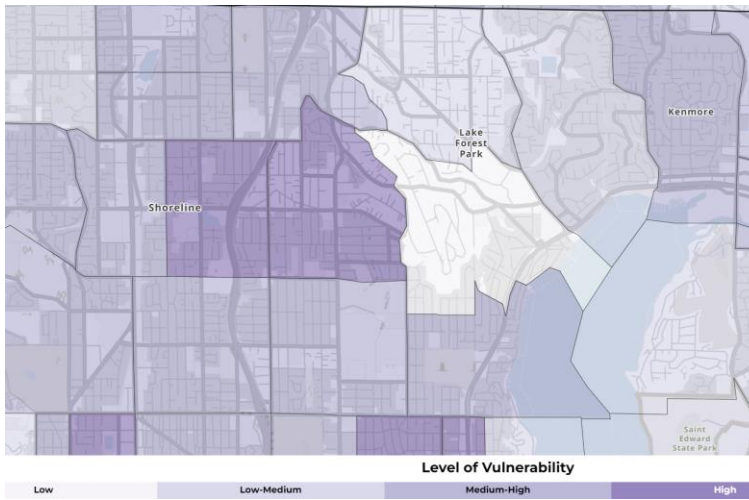 Kenmore
Lake
Forest
Park
Shoreline
Saint
Edward
State Park
Level of Vulnerability
Low
Low-Medium
Medium-High
High